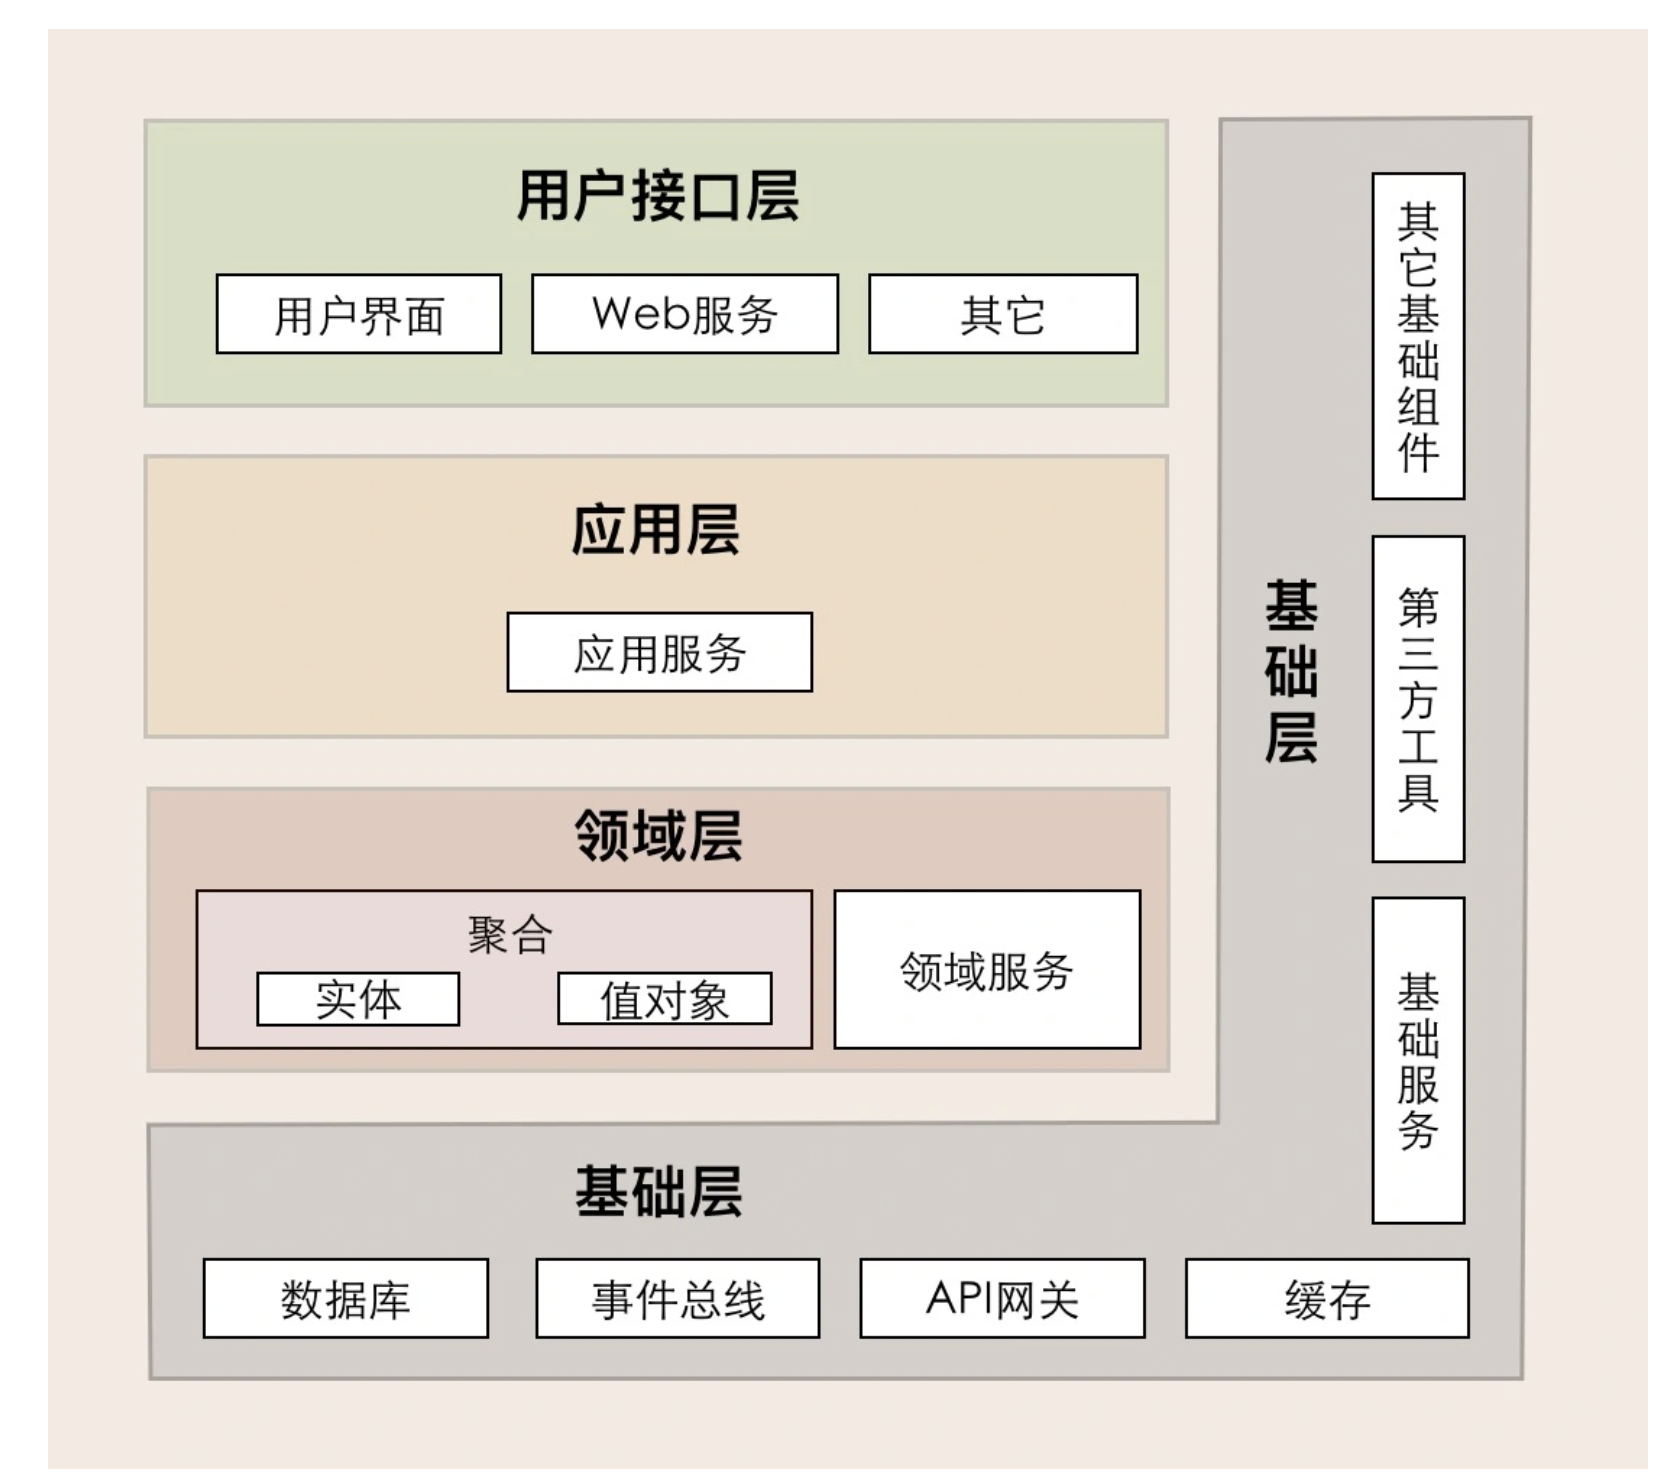 用户接口层
用户界面
Web服务
其它
应用层
应用服务
领域层
聚合
实体
值对象
领域服务
基础层
其它基础组件
第三方工具
基础服务
基础层
数据库
事件总线
API网关
缓存